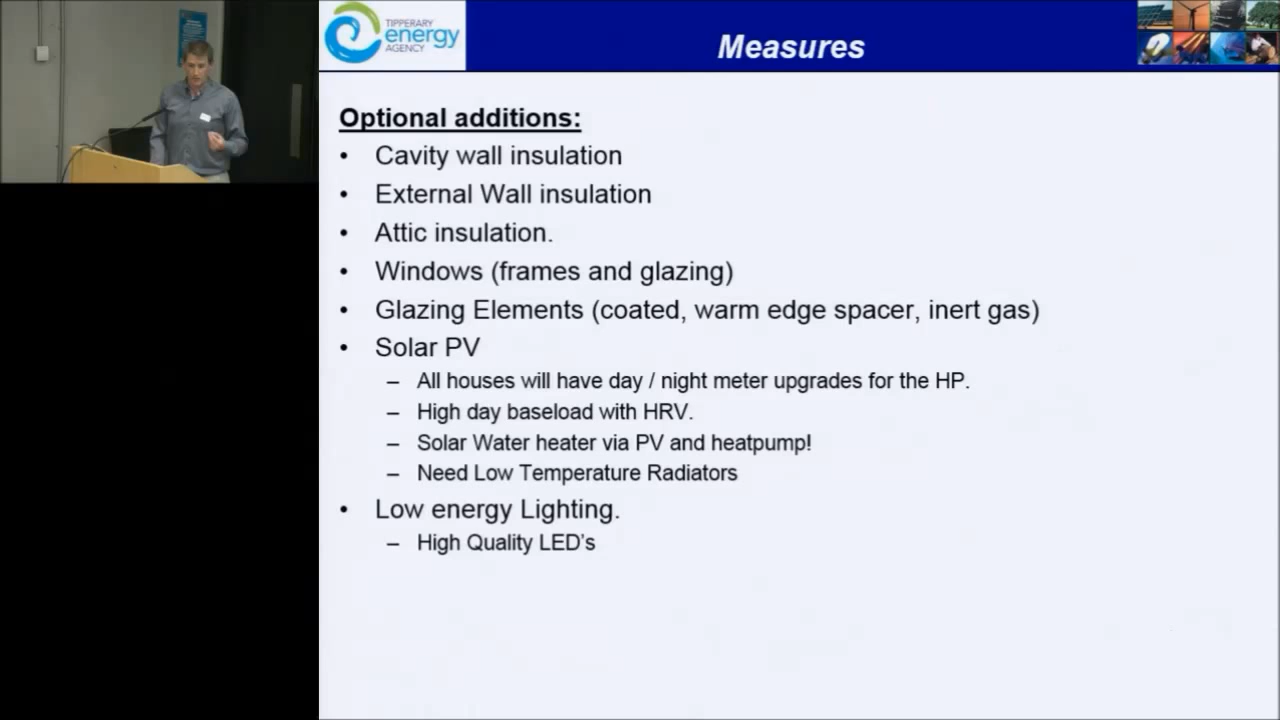 TIPPERARY
energy
AGENCY
Measures
Optional additions:
• Cavity wall insulation
• External Wall insulation
• Attic insulation.
• Windows (frames and glazing)
• Glazing Elements (coated, warm edge spacer, inert gas)
• Solar PV
– All houses will have day / night meter upgrades for the HP.
– High day baseload with HRV.
– Solar Water heater via PV and heatpump!
– Need Low Temperature Radiators
• Low energy Lighting.
– High Quality LED's